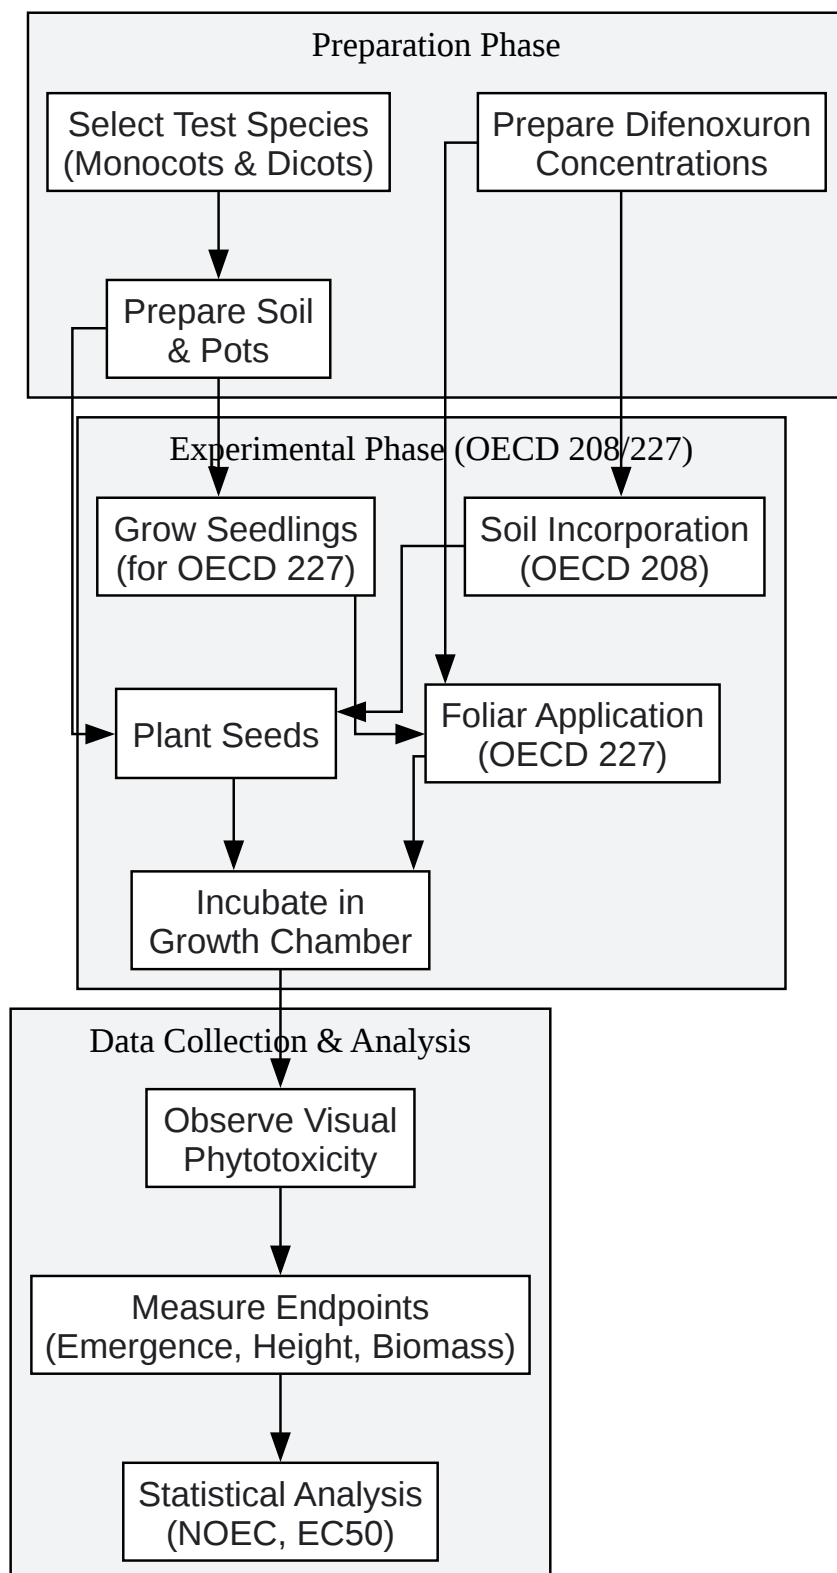 Preparation Phase
Select Test Species
(Monocots & Dicots)
Prepare Difenoxuron
Concentrations
Prepare Soil
& Pots
Experimental Phase (OECD 208/227)
Grow Seedlings
(for OECD 227)
Soil Incorporation
(OECD 208)
Plant Seeds
Foliar Application
(OECD 227)
Incubate in
Growth Chamber
Data Collection & Analysis
Observe Visual
Phytotoxicity
Measure Endpoints
(Emergence, Height, Biomass)
Statistical Analysis
(NOEC, EC50)